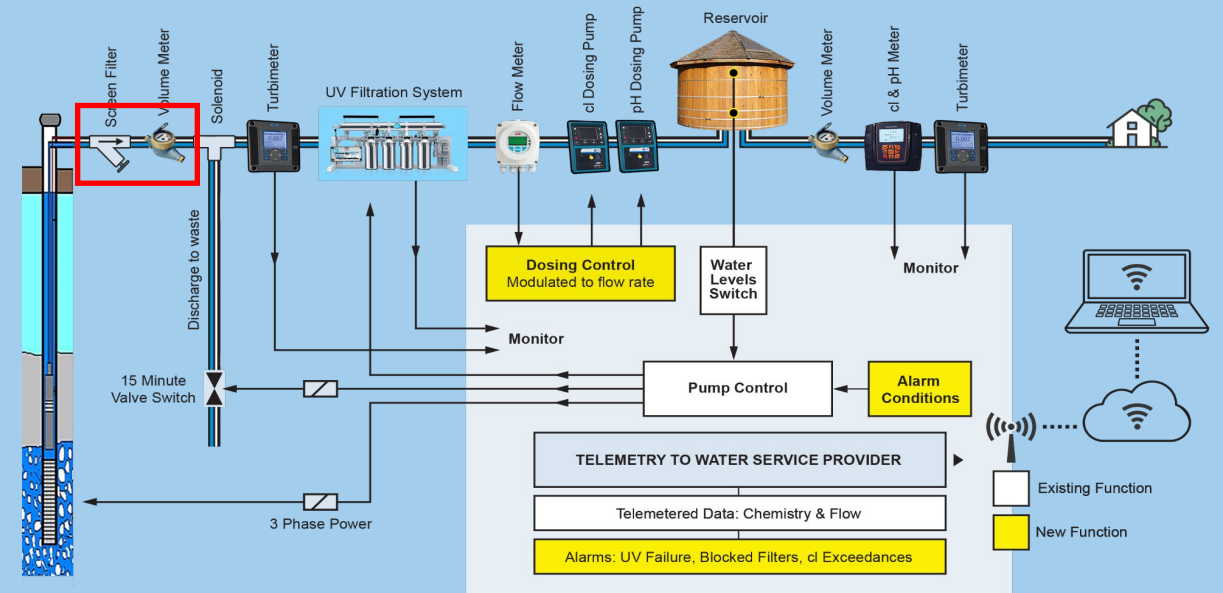 Screen Filter
Volume Meter
Solenoid
Turbimeter
UV Filtration System
Flow Meter
cl Dosing Pump
pH Dosing Pump
Reservoir
Volume Meter
cl & pH Meter
Turbimeter
Discharge to waste
Dosing Control
Modulated to flow rate
Water
Levels
Switch
Monitor
Monitor
15 Minute
Valve Switch
Pump Control
Alarm
Conditions
TELEMETRY TO WATER SERVICE PROVIDER
Existing Function
Telemetered Data: Chemistry & Flow
3 Phase Power
New Function
Alarms: UV Failure, Blocked Filters, cl Exceedances